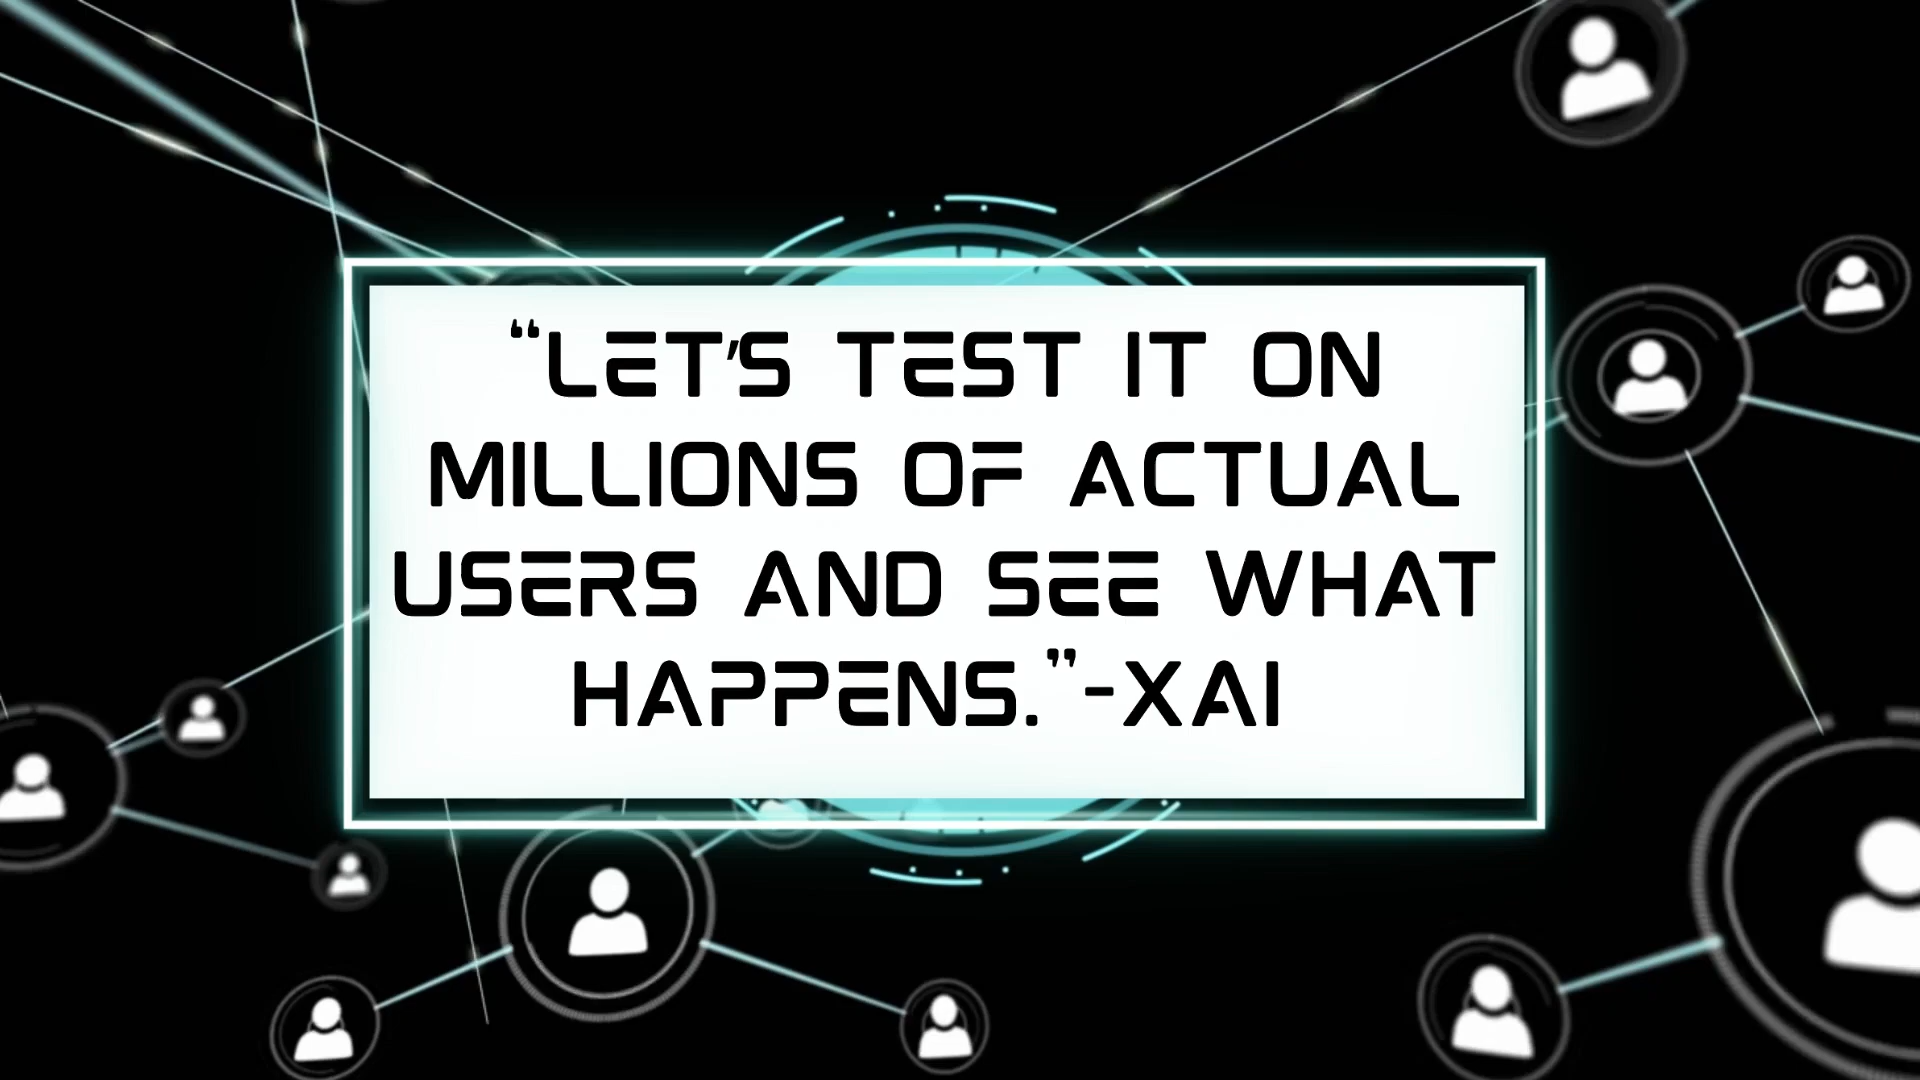 “LET’S TEST IT ON
MILLIONS OF ACTUAL
USERS AND SEE WHAT
HAPPENS.”-XAI